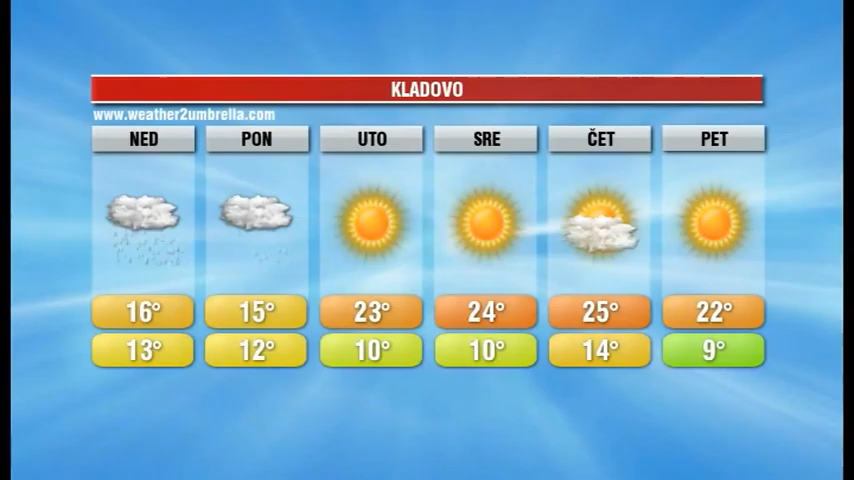 KLADOVO
www.weather2umbrella.com
NED PON UTO SRE ČET PET
16° 15° 23° 24° 25° 22°
13° 12° 10° 10° 14° 9°